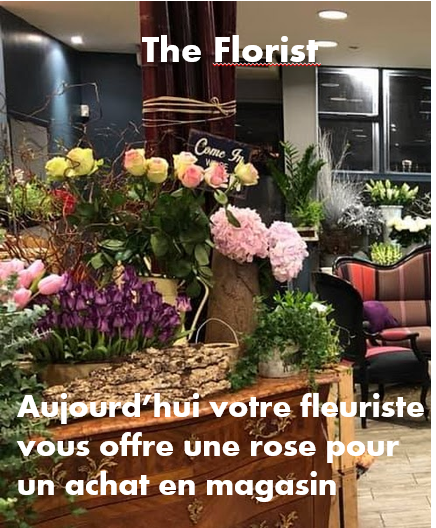 The Florist
Come In
Aujourd'hui votre fleuriste
vous offre une rose pour
un achat en magasin